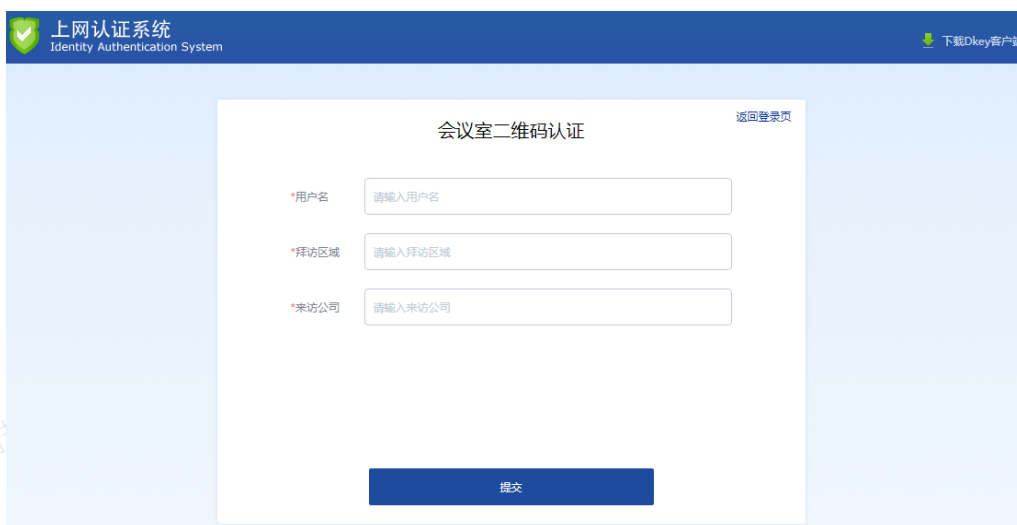 上网认证系统
Identity Authentication System
下载Dkey客户端
会议室二维码认证
返回登录页
*用户名
请输入用户名
*拜访区域
请输入拜访区域
*来访公司
请输入来访公司
提交